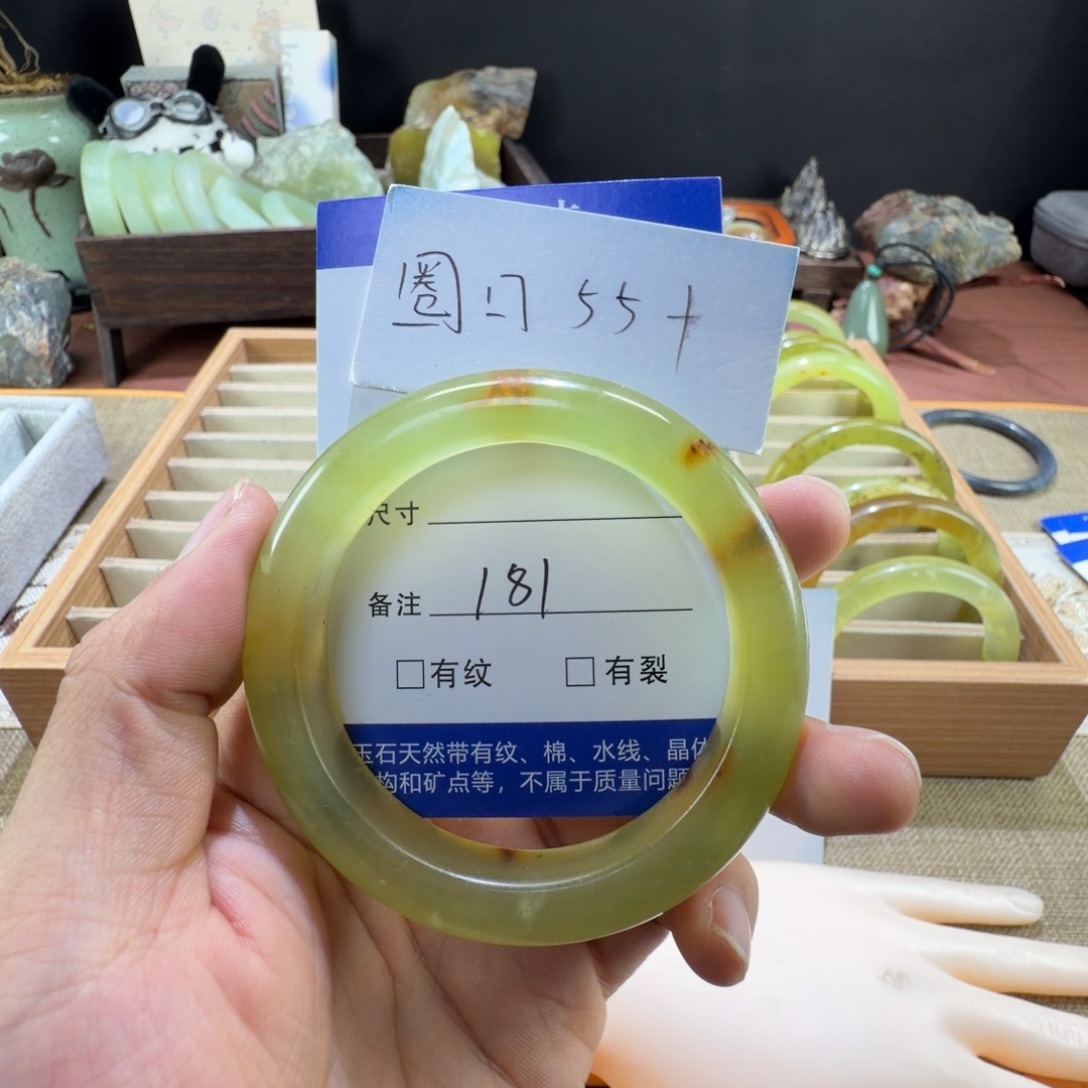 圈口 55+
尺寸
备注 181
□有纹 □有裂
玉石天然带有纹、棉、水线、晶体
构和矿点等，不属于质量问题